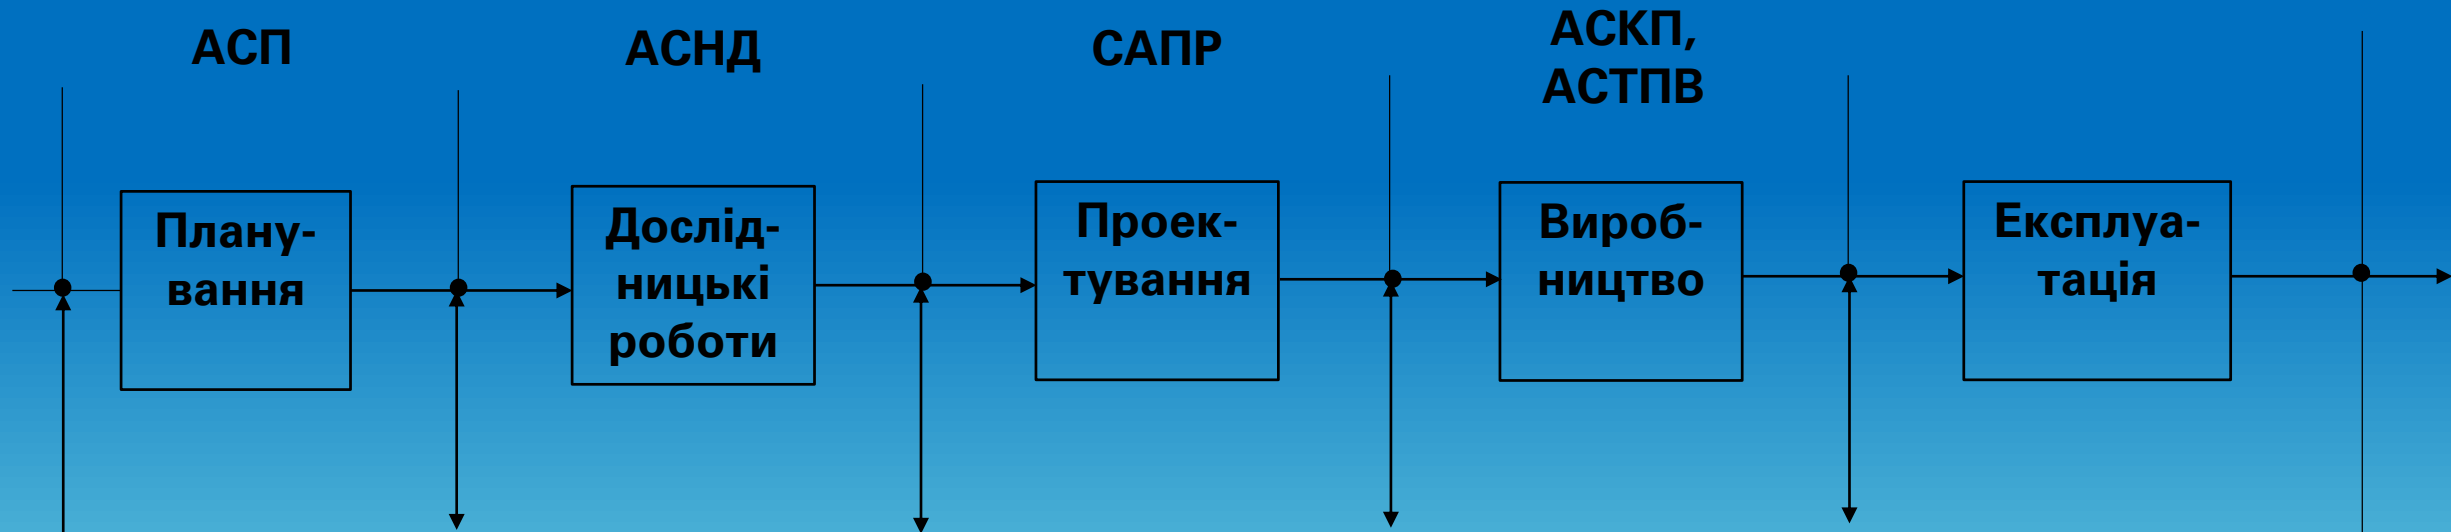 АСП
АСНД
САПР
АСКП,
АСТПВ
Плану-
вання
Дослід-
ницькі
роботи
Проек-
тування
Вироб-
ництво
Експлуа-
тація